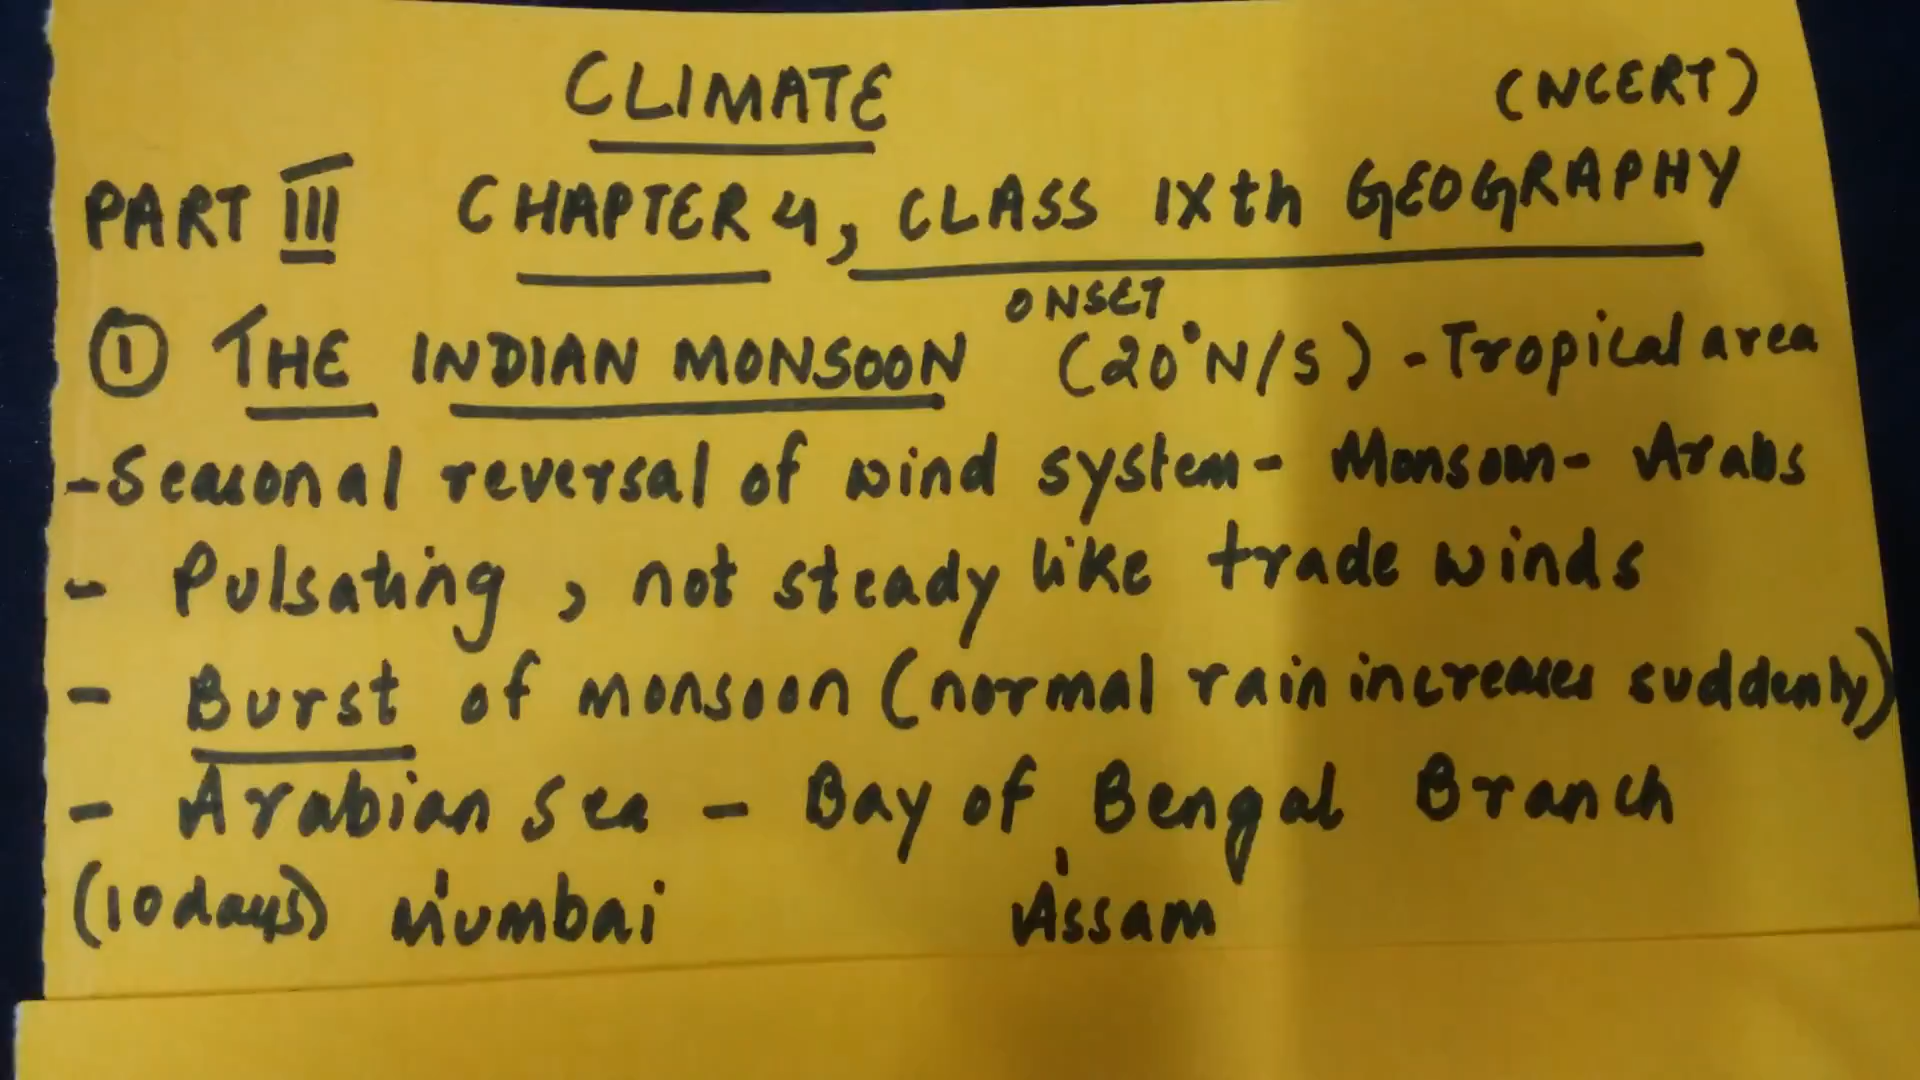 CLIMATE
(NCERT)
PART III CHAPTER 4, CLASS IXth GEOGRAPHY
ONSET
① THE INDIAN MONSOON (20°N/S) - Tropical area
- Seasonal reversal of wind system - Monsoon - Arabs
- Pulsating, not steady like trade winds
- Burst of monsoon (normal rain increases suddenly)
- Arabian sea - Bay of Bengal Branch
(10 days) Mumbai Assam